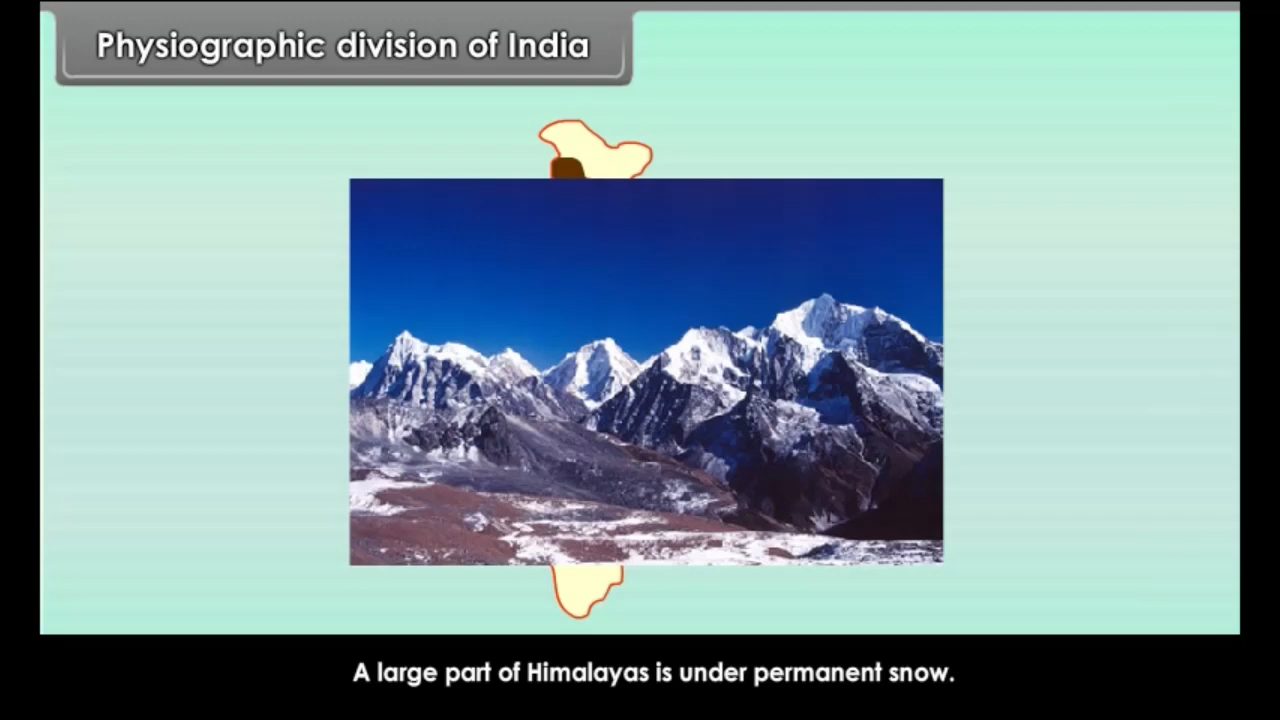 Physiographic division of India
A large part of Himalayas is under permanent snow.